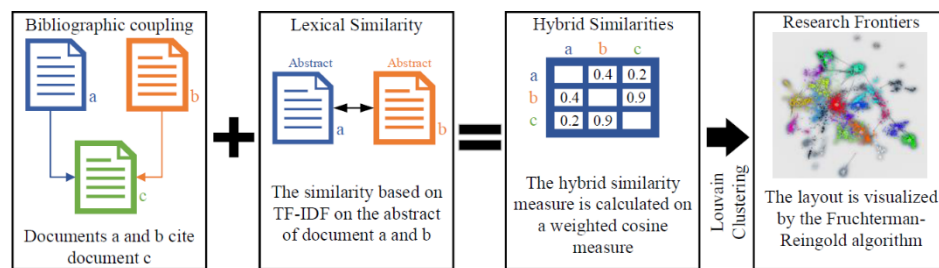 Bibliographic coupling
a
b
c
Documents a and b cite
document c
Lexical Similarity
Abstract
Abstract
a
b
The similarity based on
TF-IDF on the abstract
of document a and b
Hybrid Similarities
a b c
a 0.4 0.2
b 0.4 0.9
c 0.2 0.9
The hybrid similarity
measure is calculated on
a weighted cosine
measure
Louvain
Clustering
Research Frontiers
The layout is visualized
by the Fruchterman-
Reingold algorithm